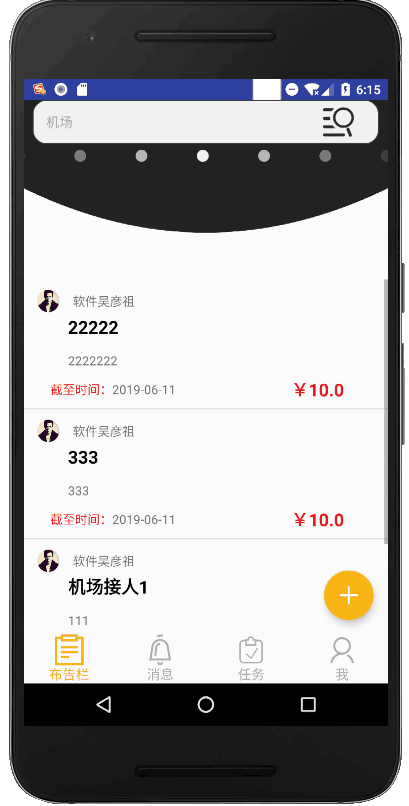 6:15
机场
软件吴彦祖
22222
2222222
截至时间：2019-06-11 ￥10.0
软件吴彦祖
333
333
截至时间：2019-06-11 ￥10.0
软件吴彦祖
机场接人1
111
布告栏 消息 任务 我